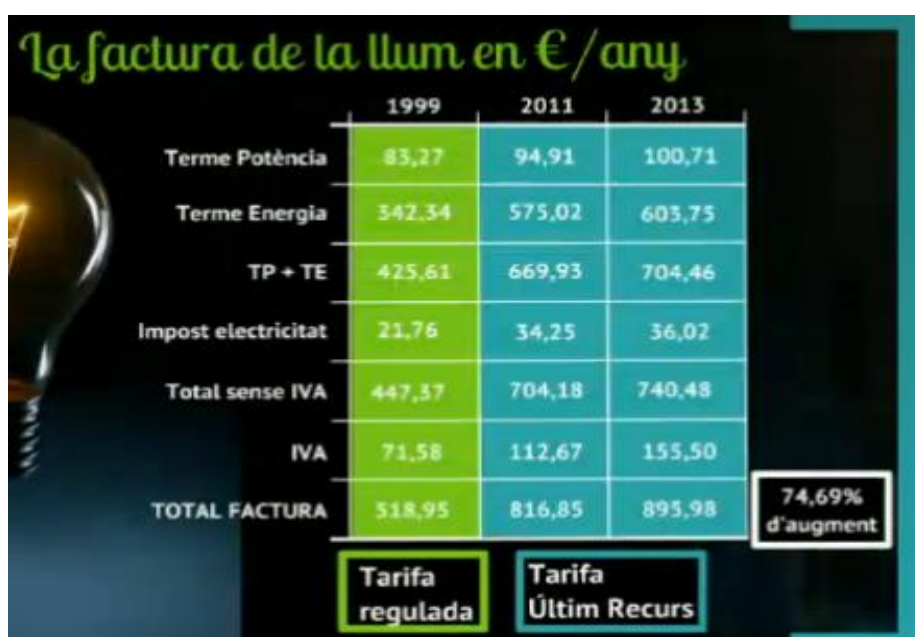 La factura de la llum en €/any
1999 2011 2013
Terme Potència 83,27 94,91 100,71
Terme Energia 342,34 575,02 603,75
TP + TE 425,61 669,93 704,46
Impost electricitat 21,76 34,25 36,02
Total sense IVA 447,37 704,18 740,48
IVA 71,58 112,67 155,50
TOTAL FACTURA 518,95 816,85 895,98
74,69%
d'augment
Tarifa
regulada
Tarifa
Últim Recurs